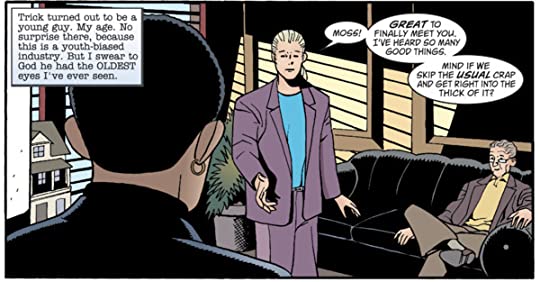 Trick turned out to be a
young guy. My age. No
surprise there, because
this is a youth-biased
industry. But I swear to
God he had the OLDEST
eyes I've ever seen.
MOSS!
GREAT TO
FINALLY MEET YOU.
I'VE HEARD SO MANY
GOOD THINGS.
MIND IF WE
SKIP THE USUAL CRAP
AND GET RIGHT INTO THE
THICK OF IT?